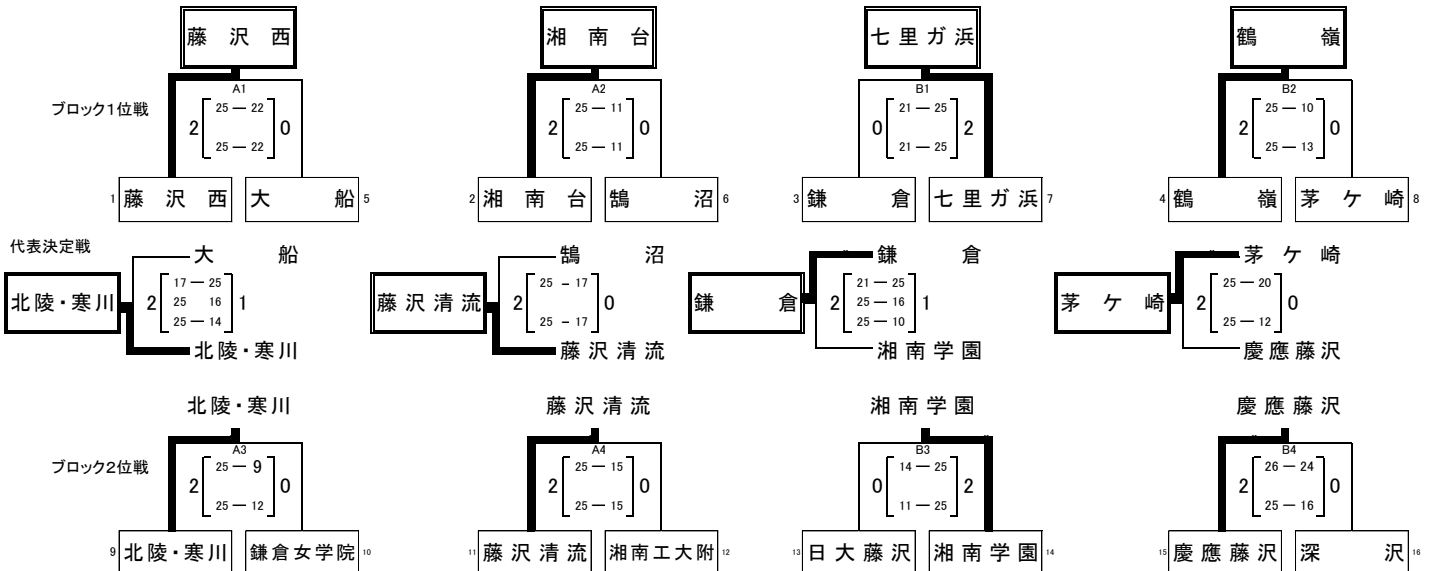 藤沢西 湘南台 七里ガ浜 鶴嶺
ブロック1位戦
A1 A2 B1 B2
25 ― 22 25 ― 11 21 ― 25 25 ― 10
2 0 2 0 0 2 2 0
25 ― 22 25 ― 11 21 ― 25 25 ― 13
1 藤沢西 大船 5 2 湘南台 鵠沼 6 3 鎌倉 七里ガ浜 7 4 鶴嶺 茅ケ崎 8
代表決定戦
大船 鵠沼 鎌倉 茅ケ崎
17 ― 25 25 - 17 21 ― 25 25 ― 20
北陵・寒川 2 25 16 1 藤沢清流 2 0 鎌倉 2 25 ― 16 1 茅ケ崎 2 0
25 ― 14 25 - 17 25 ― 10 25 ― 12
北陵・寒川 藤沢清流 湘南学園 慶應藤沢
北陵・寒川 藤沢清流 湘南学園 慶應藤沢
ブロック2位戦
A3 A4 B3 B4
25 ― 9 25 ― 15 14 ― 25 26 ― 24
2 0 2 0 0 2 2 0
25 ― 12 25 ― 15 11 ― 25 25 ― 16
9 北陵・寒川 鎌倉女学院 10 11 藤沢清流 湘南工大附 12 13 日大藤沢 湘南学園 14 15 慶應藤沢 深沢 16